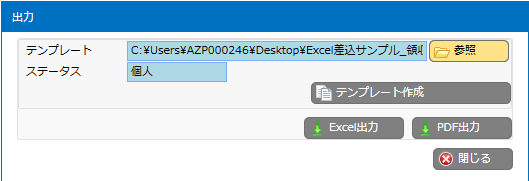 出力
テンプレート C:¥Users¥AZP000246¥Desktop¥Excel差込サンプル_領 参照
ステータス 個人
テンプレート作成
Excel出力 PDF出力
閉じる